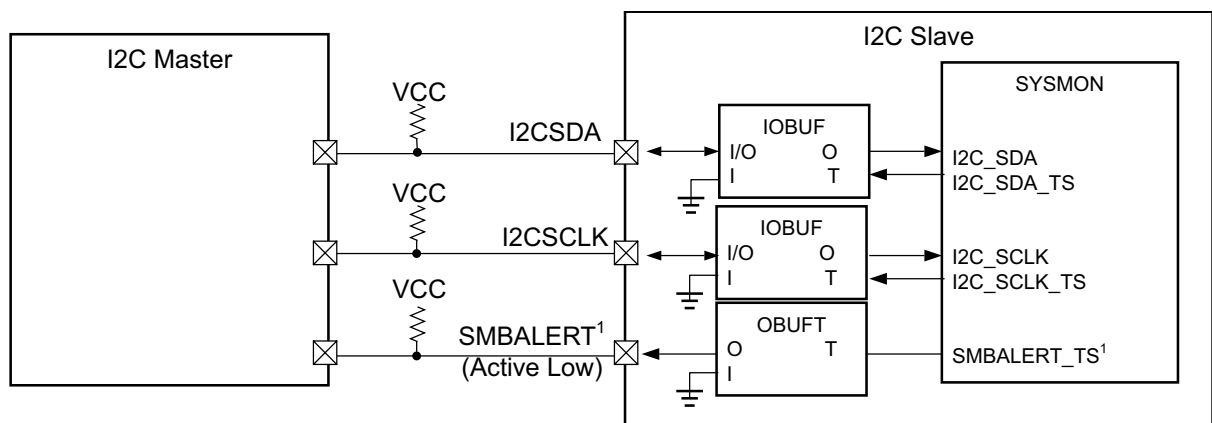 I2C Master
I2C Slave
SYSMON
VCC
I2CSDA
IOBUF
I/O O
I T
I2C_SDA
I2C_SDA_TS
VCC
I2CSCLK
IOBUF
I/O O
I T
I2C_SCLK
I2C_SCLK_TS
VCC
SMBALERT¹
(Active Low)
OBUFT
O T
I
SMBALERT_TS¹